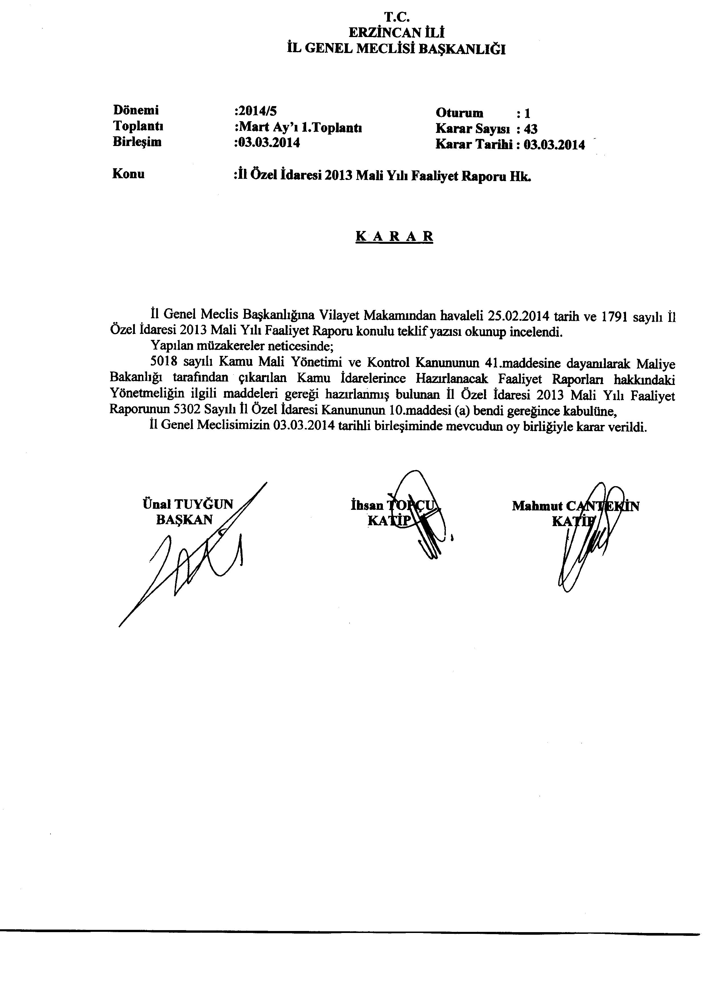 T.C.
ERZİNCAN İLİ
İL GENEL MECLİSİ BAŞKANLIĞI
Dönemi :2014/5 Oturum : 1
Toplantı :Mart Ay'ı 1.Toplantı Karar Sayısı : 43
Birleşim :03.03.2014 Karar Tarihi : 03.03.2014
Konu :İl Özel İdaresi 2013 Mali Yılı Faaliyet Raporu Hk.
K A R A R
İl Genel Meclis Başkanlığına Vilayet Makamından havaleli 25.02.2014 tarih ve 1791 sayılı İl
Özel İdaresi 2013 Mali Yılı Faaliyet Raporu konulu teklif yazısı okunup incelendi.
Yapılan müzakereler neticesinde;
5018 sayılı Kamu Mali Yönetimi ve Kontrol Kanununun 41.maddesine dayanılarak Maliye
Bakanlığı tarafından çıkarılan Kamu İdarelerince Hazırlanacak Faaliyet Raporları hakkındaki
Yönetmeliğin ilgili maddeleri gereği hazırlanmış bulunan İl Özel İdaresi 2013 Mali Yılı Faaliyet
Raporunun 5302 Sayılı İl Özel İdaresi Kanununun 10.maddesi (a) bendi gereğince kabulüne,
İl Genel Meclisimizin 03.03.2014 tarihli birleşiminde mevcudun oy birliğiyle karar verildi.
Ünal TUYĞUN İhsan TOPÇU Mahmut CANTEKİN
BAŞKAN KATİP KATİP